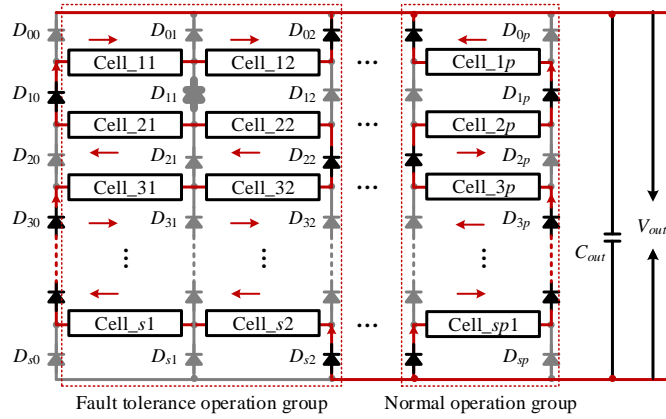 D00 D01 D02 D0p
Cell_11 Cell_12 ... Cell_1p
D10 D11 D12 D1p
Cell_21 Cell_22 Cell_2p
D20 D21 D22 D2p
Cell_31 Cell_32 Cell_3p
D30 D31 D32 D3p
Cout Vout
Cell_s1 Cell_s2 ... Cell_sp1
Ds0 Ds1 Ds2 Dsp
Fault tolerance operation group Normal operation group